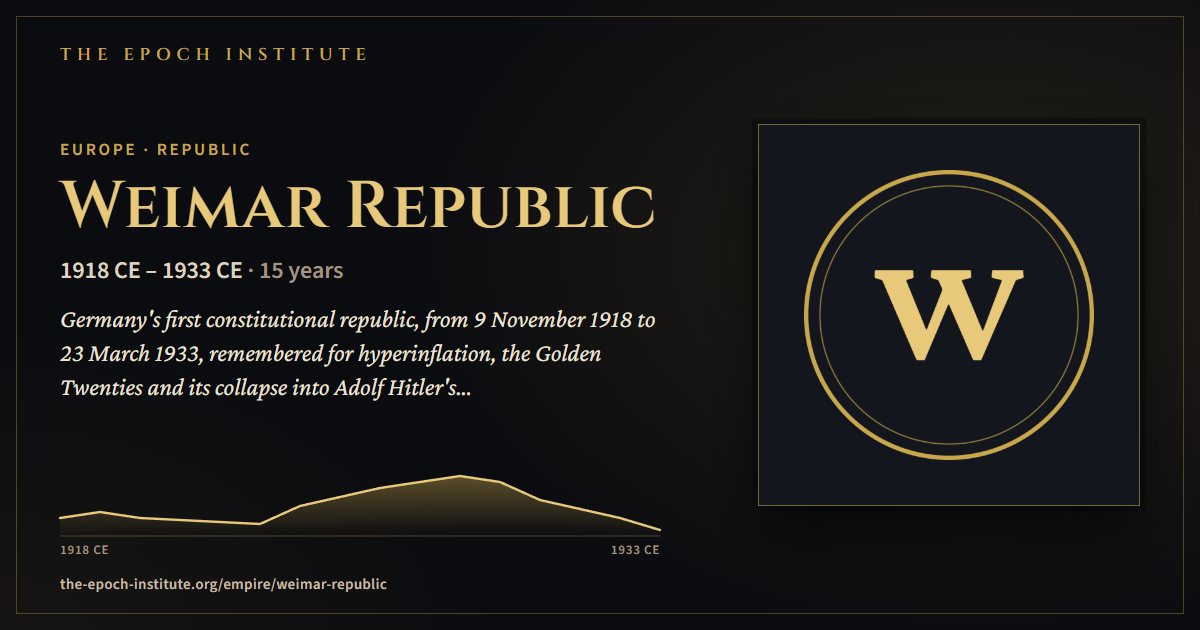 THE EPOCH INSTITUTE
EUROPE · REPUBLIC
WEIMAR REPUBLIC
1918 CE – 1933 CE · 15 years
Germany's first constitutional republic, from 9 November 1918 to
23 March 1933, remembered for hyperinflation, the Golden
Twenties and its collapse into Adolf Hitler's...
W
1918 CE
1933 CE
the-epoch-institute.org/empire/weimar-republic